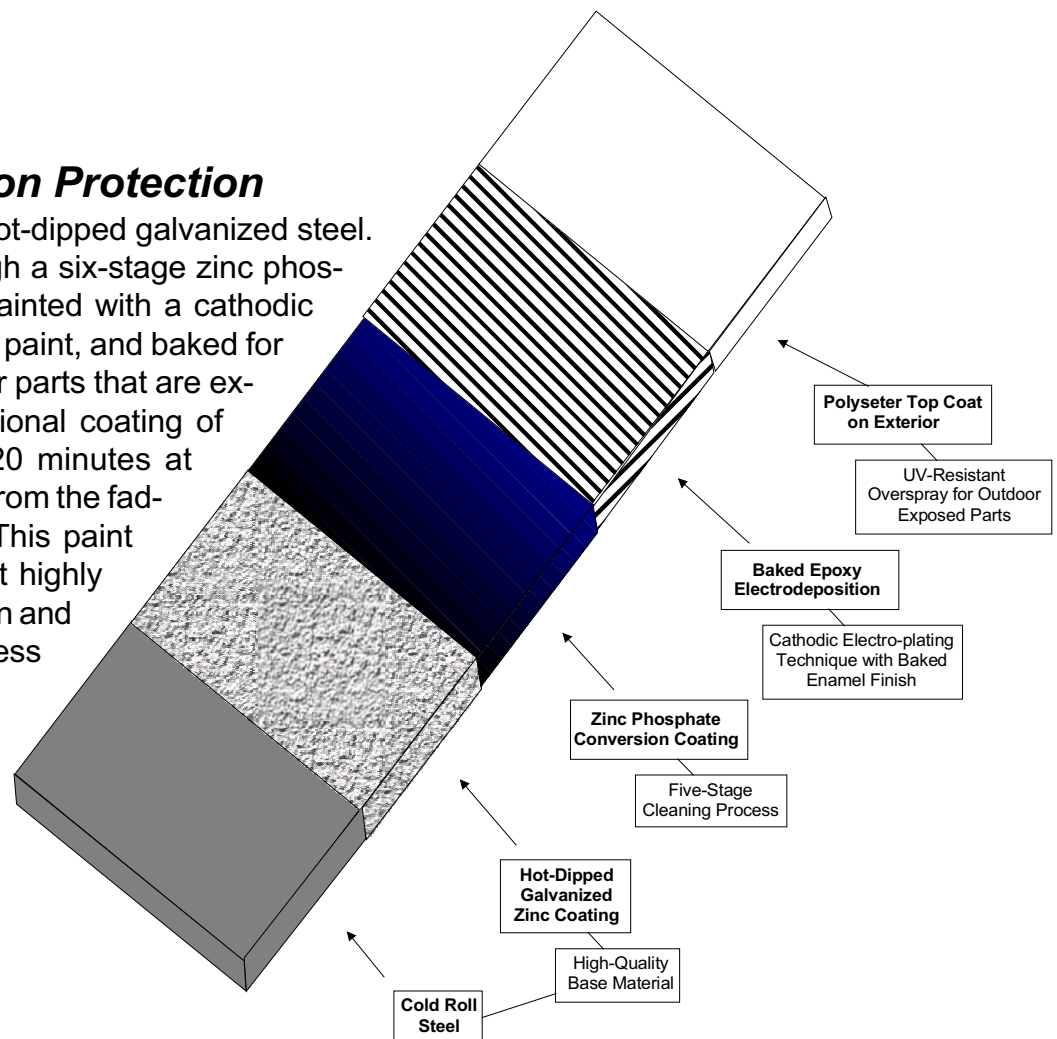 on Protection
ot-dipped galvanized steel.
gh a six-stage zinc phos-
ainted with a cathodic
paint, and baked for
r parts that are ex-
ional coating of
20 minutes at
from the fad-
This paint
t highly
n and
ess
Polyseter Top Coat
on Exterior
UV-Resistant
Overspray for Outdoor
Exposed Parts
Baked Epoxy
Electrodeposition
Cathodic Electro-plating
Technique with Baked
Enamel Finish
Zinc Phosphate
Conversion Coating
Five-Stage
Cleaning Process
Hot-Dipped
Galvanized
Zinc Coating
High-Quality
Base Material
Cold Roll
Steel